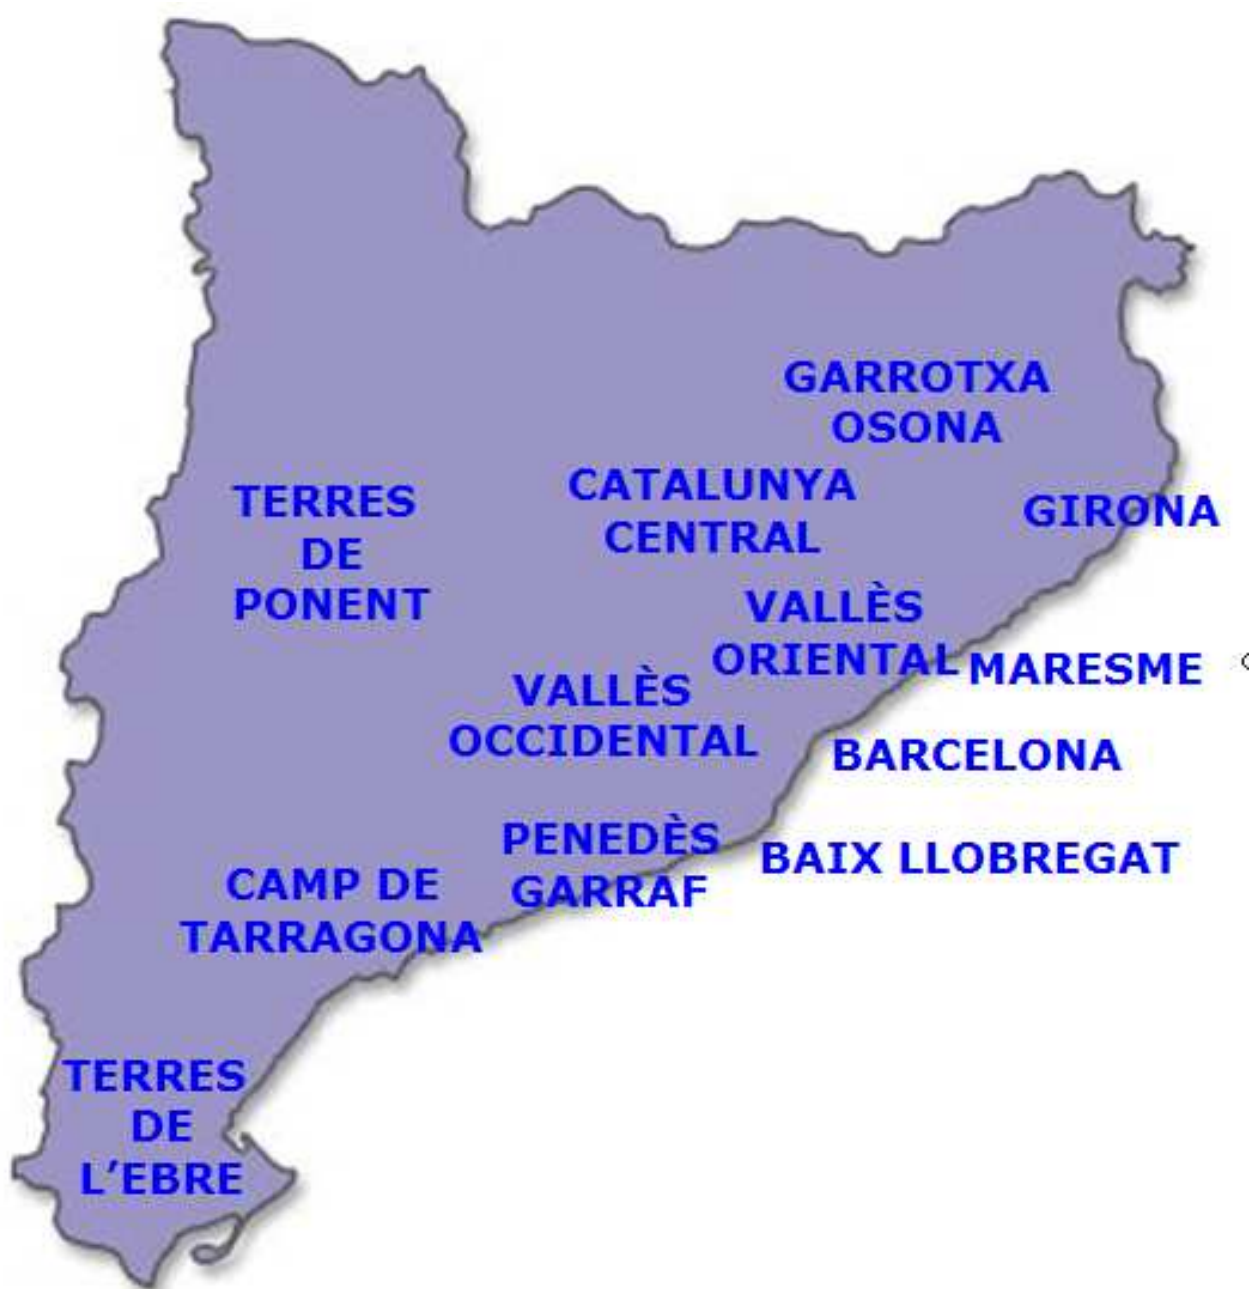 GARROTXA
OSONA
CATALUNYA
CENTRAL
TERRES
DE
PONENT
GIRONA
VALLÈS
ORIENTAL
MARESME
VALLÈS
OCCIDENTAL
BARCELONA
PENEDÈS
GARRAF
BAIX LLOBREGAT
CAMP DE
TARRAGONA
TERRES
DE
L'EBRE